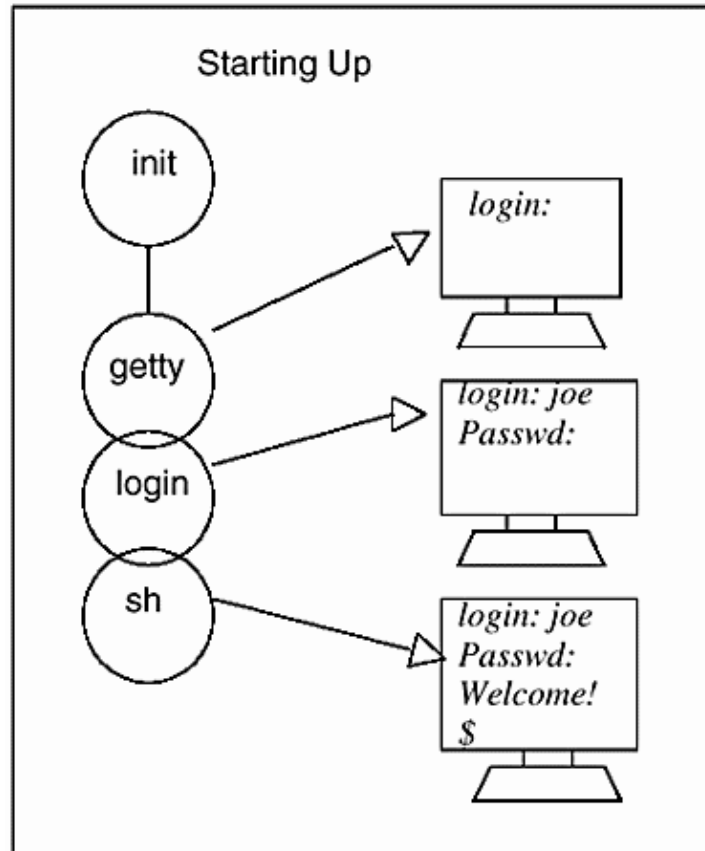 Starting Up
init
getty
login
sh
login:
login: joe
Passwd:
login: joe
Passwd:
Welcome!
$